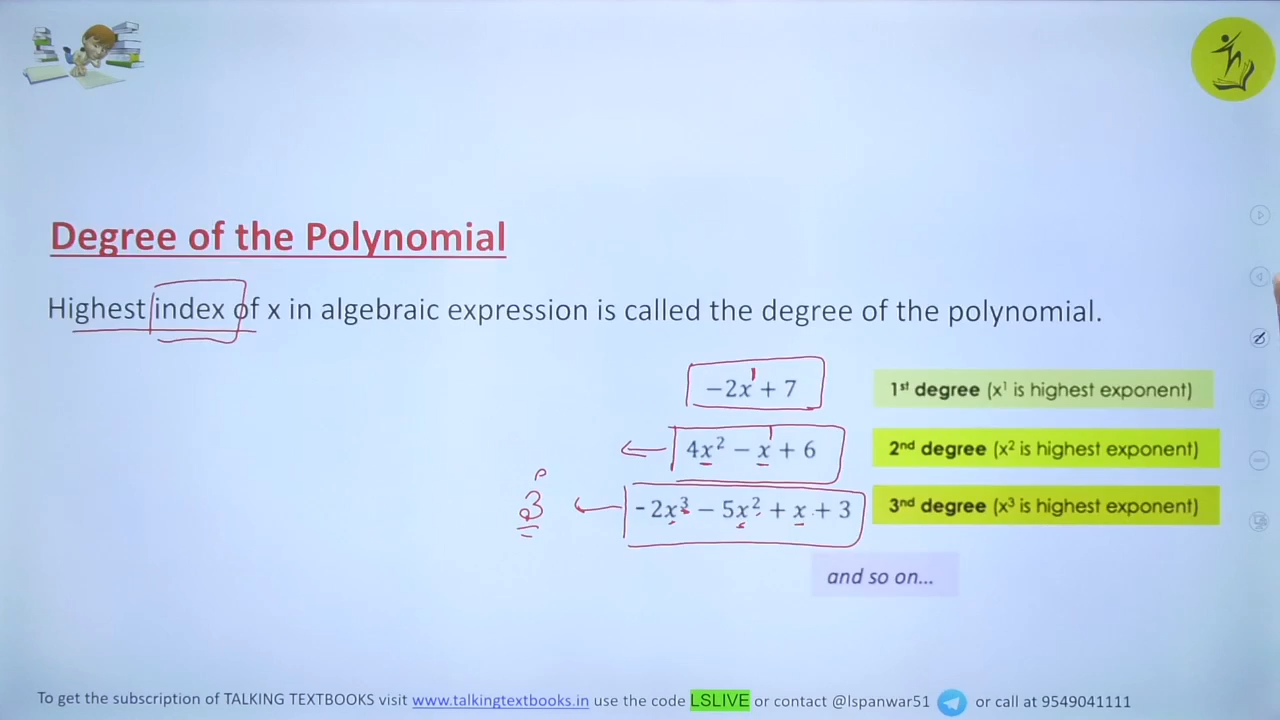 Degree of the Polynomial
Highest index of x in algebraic expression is called the degree of the polynomial.
−2x¹ + 7 1ˢᵗ degree (x¹ is highest exponent)
4x² − x¹ + 6 2ⁿᵈ degree (x² is highest exponent)
3 -2x³ − 5x² + x + 3 3ⁿᵈ degree (x³ is highest exponent)
and so on...
To get the subscription of TALKING TEXTBOOKS visit www.talkingtextbooks.in use the code LSLIVE or contact @lspanwar51 or call at 9549041111